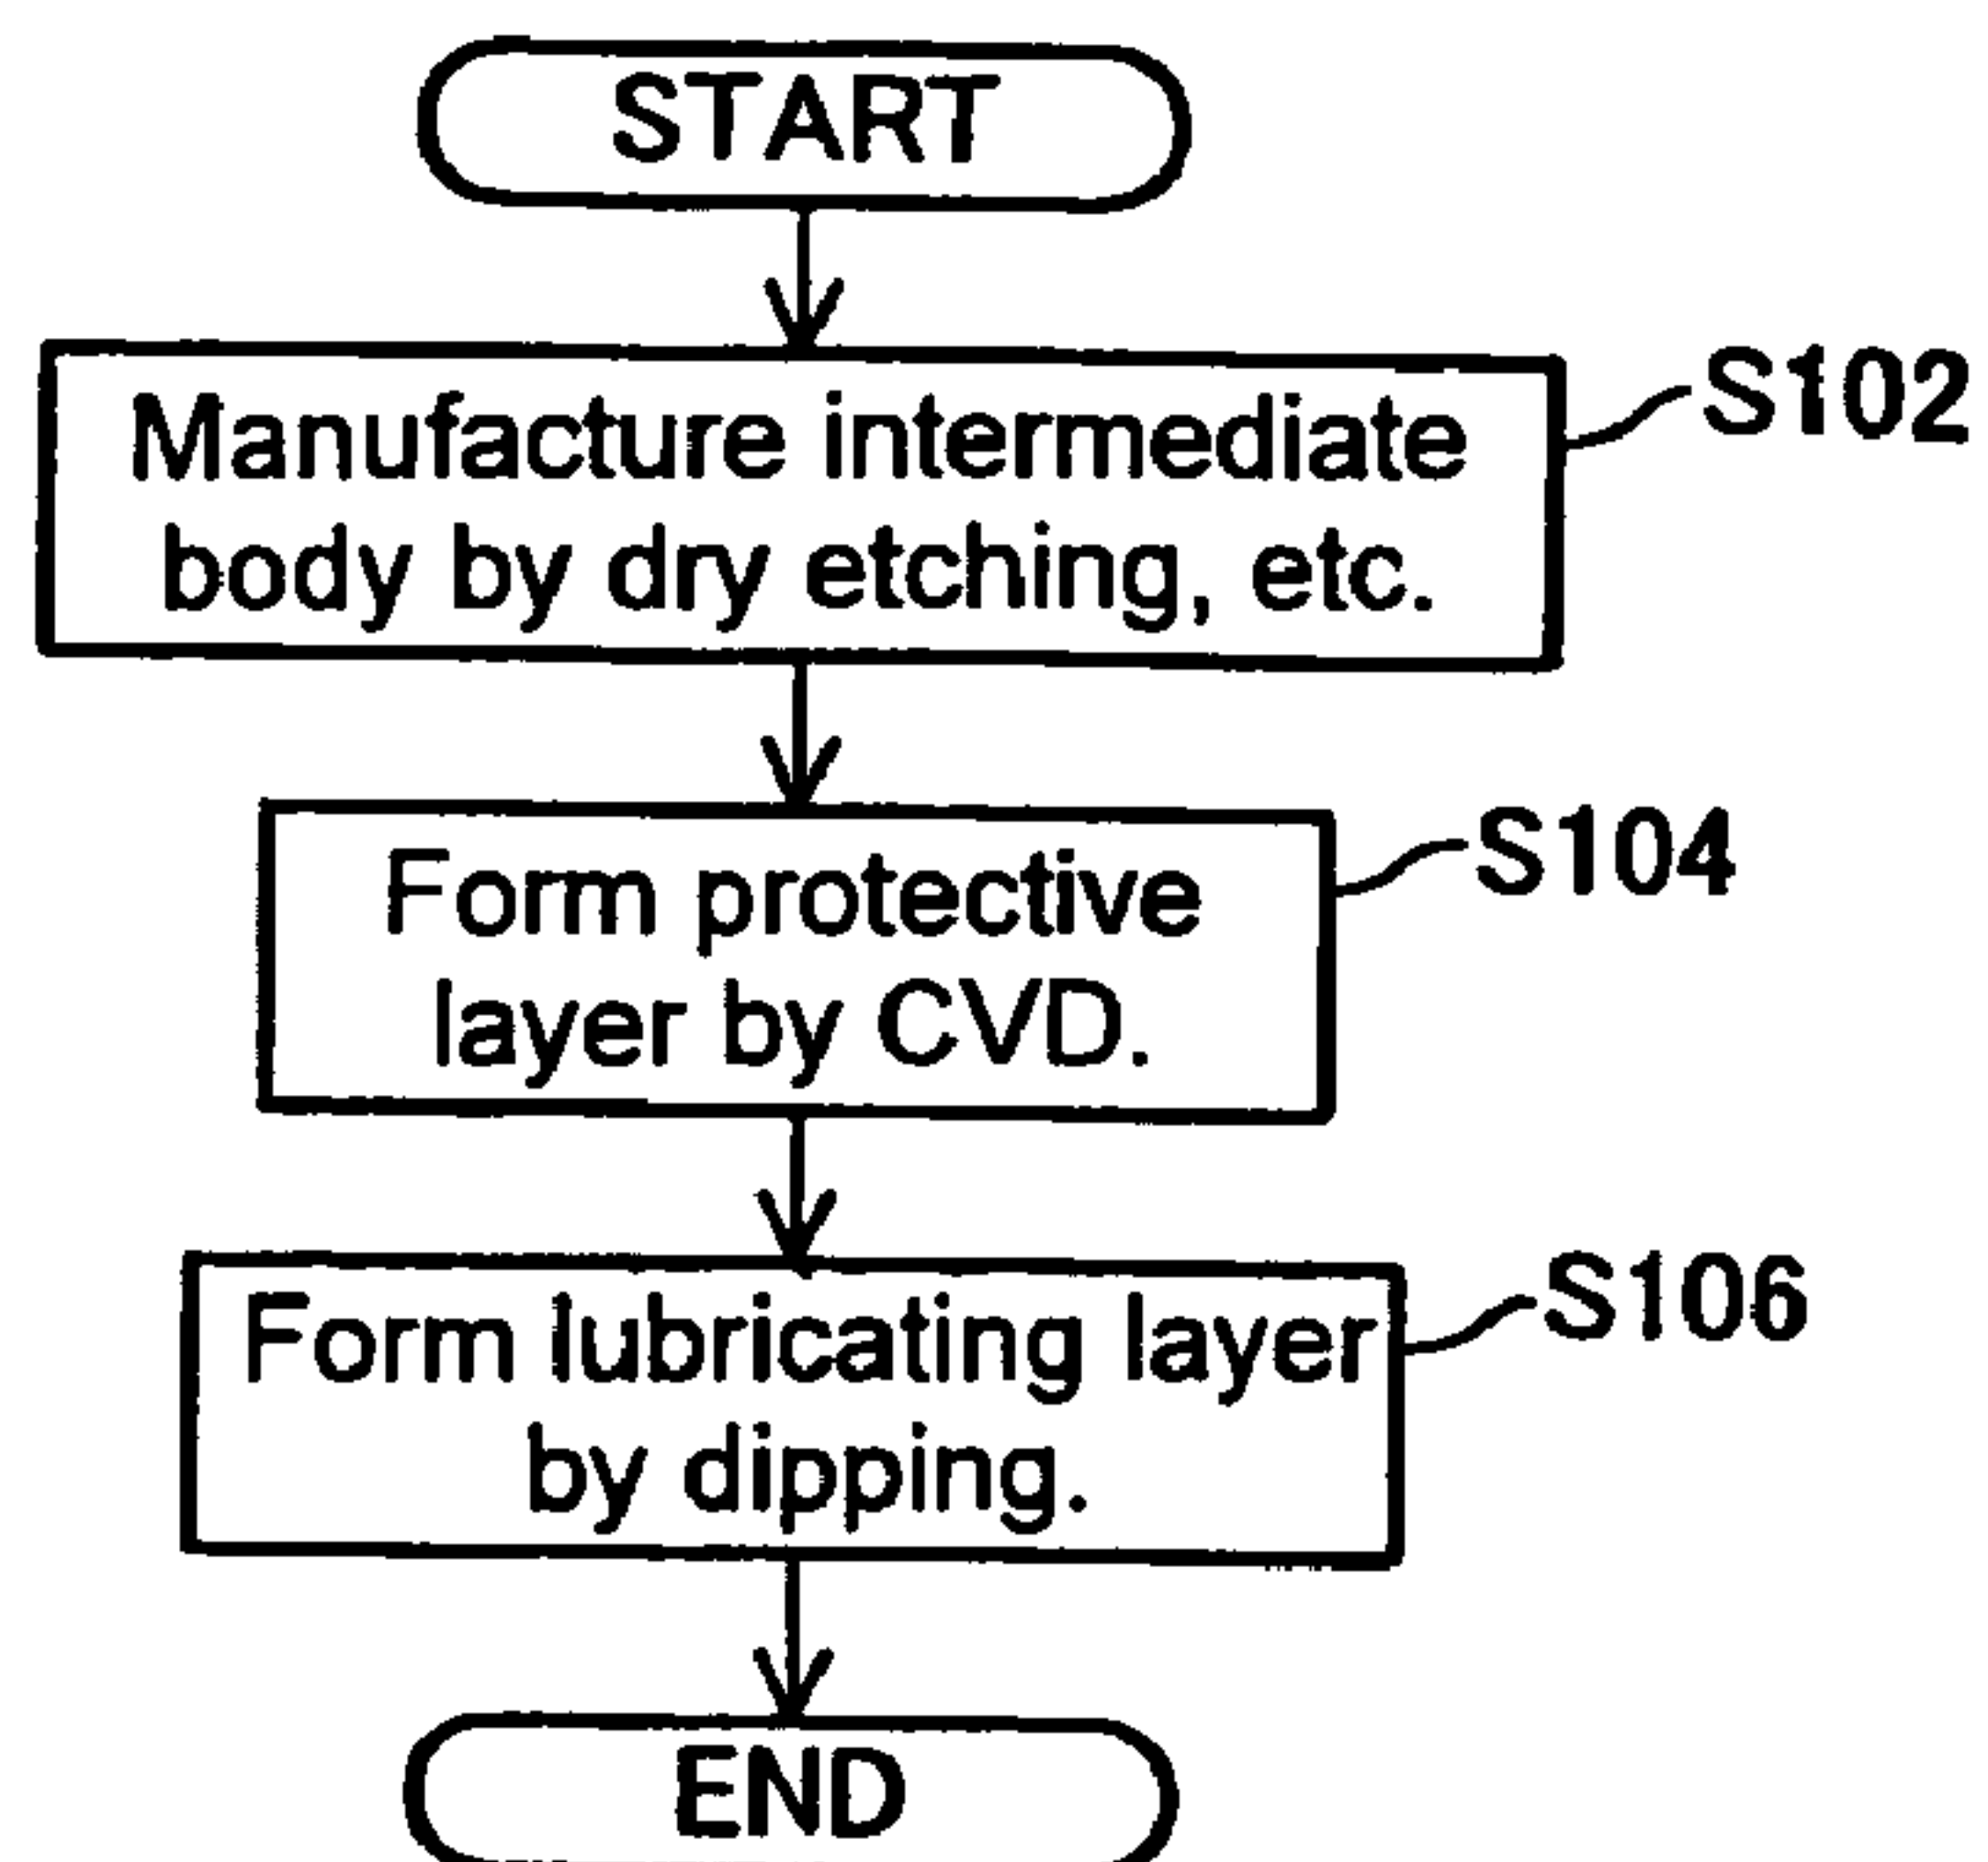 START
Manufacture intermediate
S102
body by dry etching, etc.
Form protective
S104
layer by CVD.
Form lubricating layer
S106
by dipping.
END